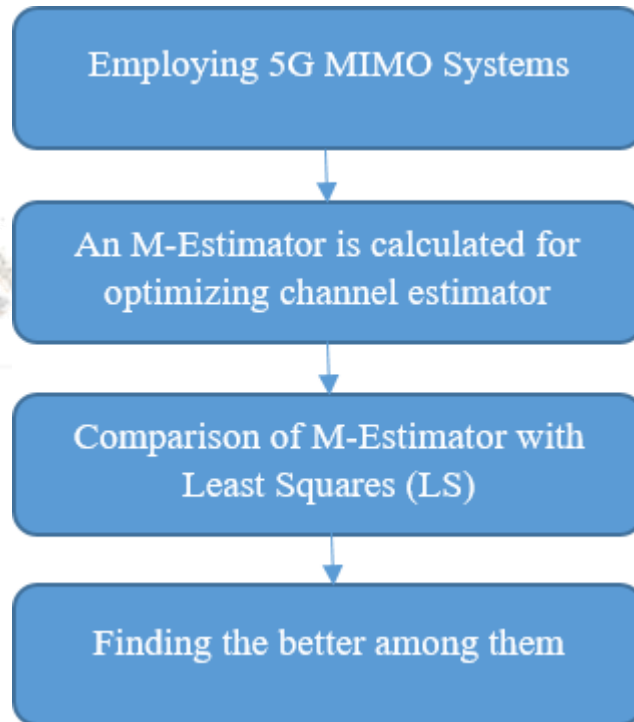 Employing 5G MIMO Systems
An M-Estimator is calculated for
optimizing channel estimator
Comparison of M-Estimator with
Least Squares (LS)
Finding the better among them